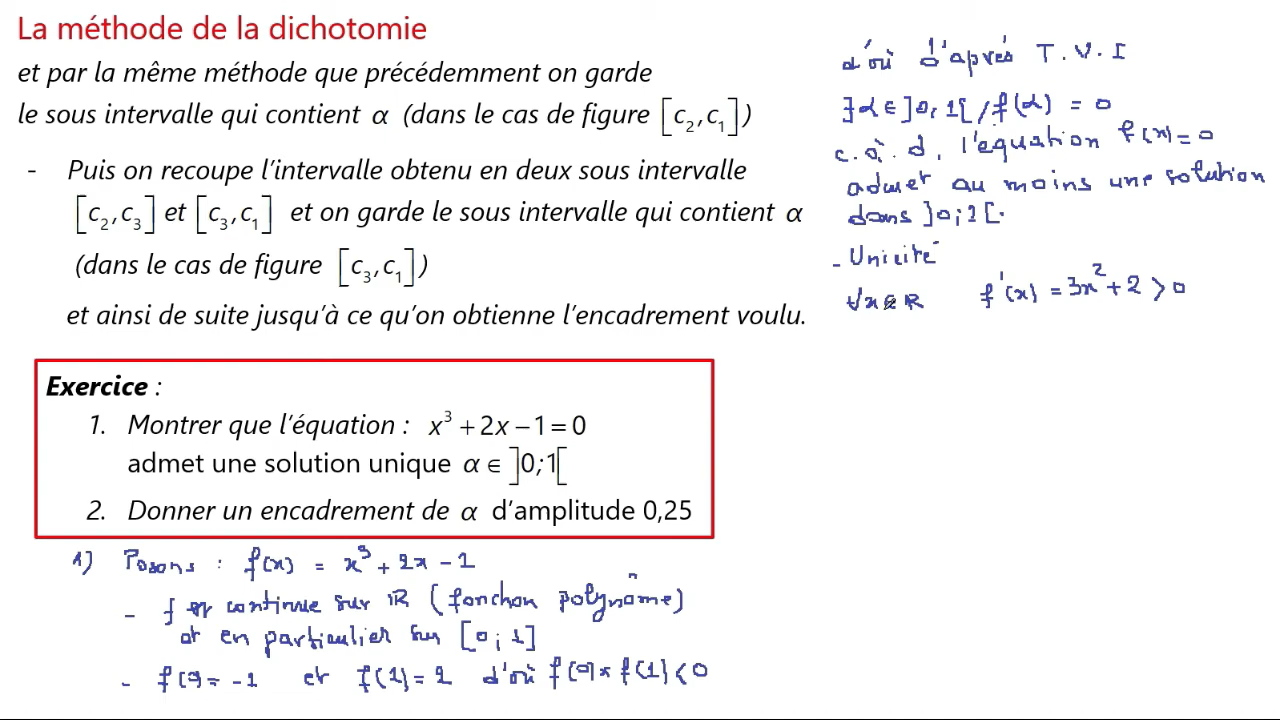 La méthode de la dichotomie
et par la même méthode que précédemment on garde
le sous intervalle qui contient α (dans le cas de figure [c₂,c₁])
- Puis on recoupe l'intervalle obtenu en deux sous intervalle
[c₂,c₃] et [c₃,c₁] et on garde le sous intervalle qui contient α
(dans le cas de figure [c₃,c₁])
et ainsi de suite jusqu'à ce qu'on obtienne l'encadrement voulu.
Exercice :
1. Montrer que l'équation : x³ + 2x − 1 = 0
admet une solution unique α ∈ ]0;1[
2. Donner un encadrement de α d'amplitude 0,25
1) Posons : f(x) = x³ + 2x - 1
- f est continue sur ℝ (fonction polynôme)
et en particulier sur [0;1]
- f(0) = -1 et f(1) = 2 d'où f(0) × f(1) < 0
d'où d'après T.V.I
∃α ∈ ]0,1[ / f(α) = 0
c.à.d. l'équation f(x) = 0
admet au moins une solution
dans ]0;1[.
- Unicité
∀x ∈ ℝ f'(x) = 3x² + 2 > 0